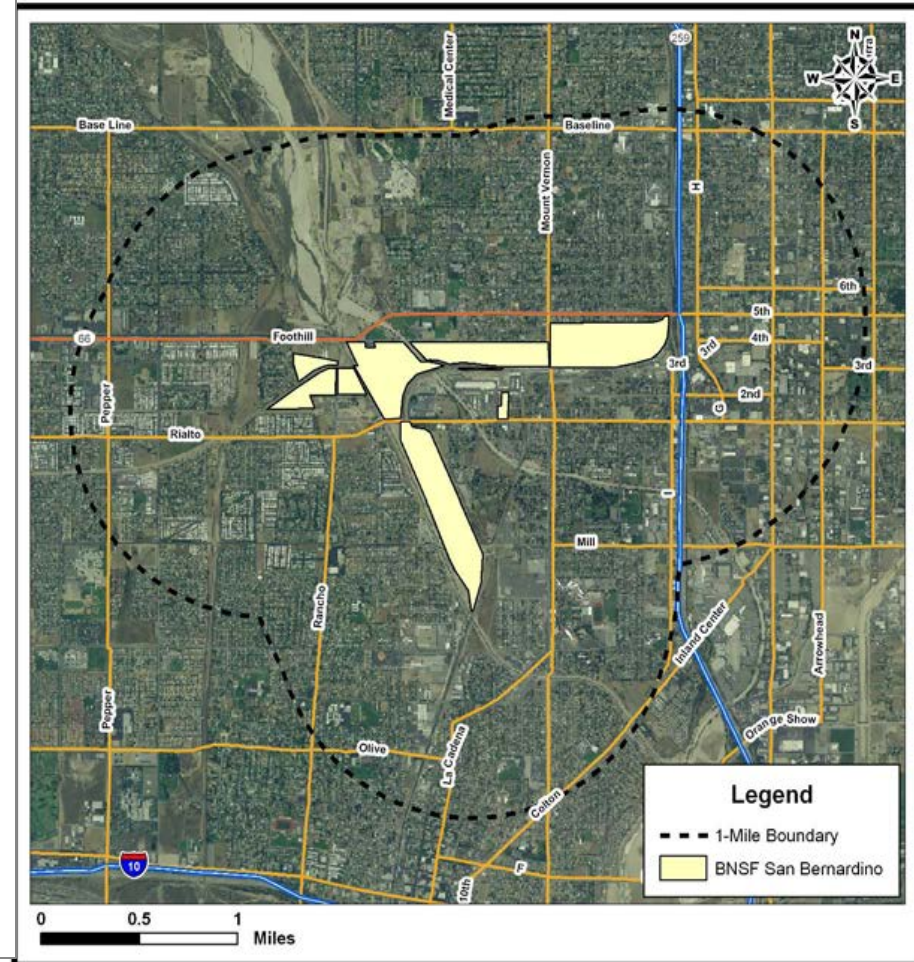 259
N
W E
S
rra
Medical Center
Base Line
Baseline
Mount Vernon
H
6th
5th
66
Foothill
4th
3rd
3rd
3rd
2nd
G
Pepper
Rialto
I
Mill
Rancho
Inland Center
Arrowhead
Pepper
Orange Show
Olive
La Cadena
Colton
10
10th
F
Legend
1-Mile Boundary
BNSF San Bernardino
0 0.5 1
Miles